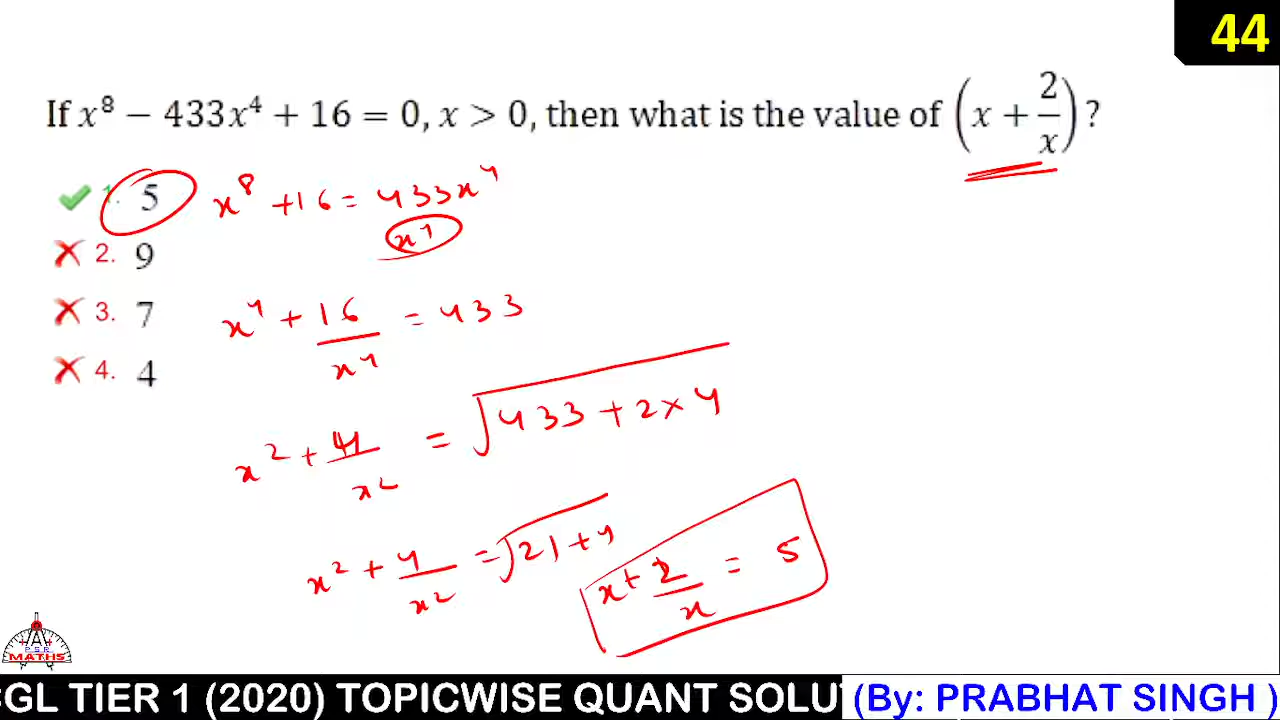 44
If x⁸ − 433x⁴ + 16 = 0, x > 0, then what is the value of (x + 2/x)?
1. 5
x⁸ + 16 = 433x⁴
x⁴
2. 9
3. 7
x⁴ + 16/x⁴ = 433
4. 4
x² + 4/x² = √433 + 2 × 4
x² + 4/x² = √21 + 4
x + 2/x = 5
P S R
MATHS
GL TIER 1 (2020) TOPICWISE QUANT SOLU (By: PRABHAT SINGH )